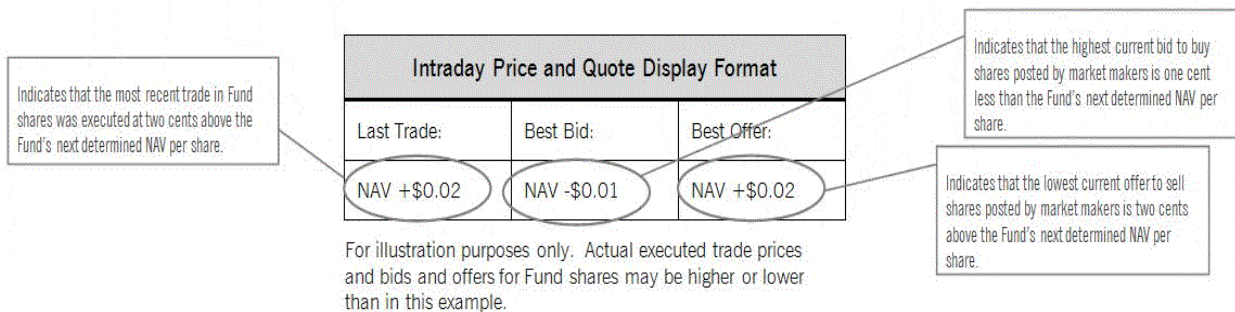 Indicates that the most recent trade in Fund
shares was executed at two cents above the
Fund's next determined NAV per share.
Intraday Price and Quote Display Format
Last Trade:
Best Bid:
Best Offer:
NAV +$0.02
NAV -$0.01
NAV +$0.02
For illustration purposes only. Actual executed trade prices
and bids and offers for Fund shares may be higher or lower
than in this example.
Indicates that the highest current bid to buy
shares posted by market makers is one cent
less than the Fund's next determined NAV per
share.
Indicates that the lowest current offer to sell
shares posted by market makers is two cents
above the Fund's next determined NAV per
share.